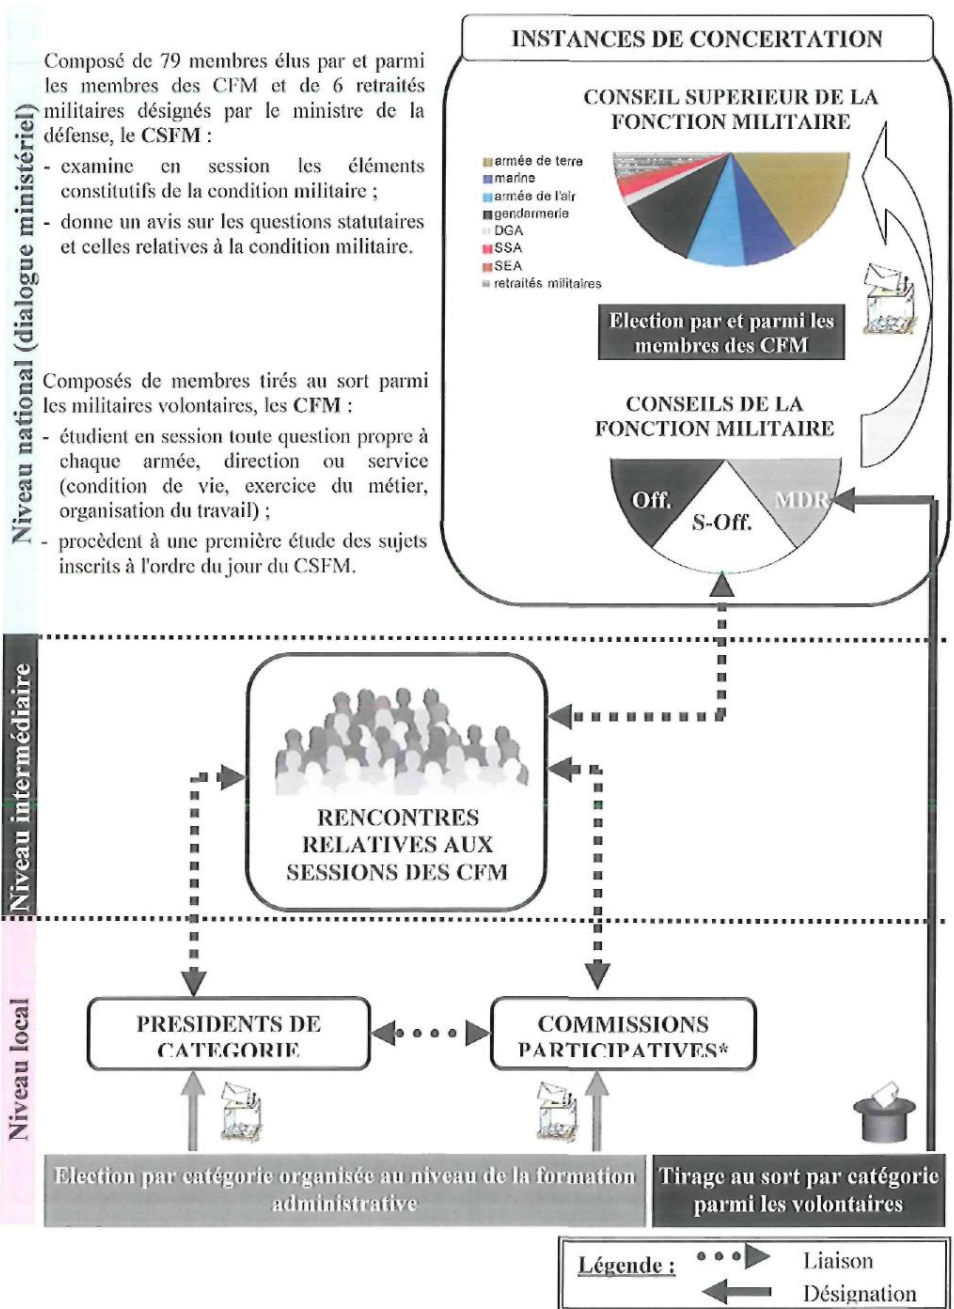 INSTANCES DE CONCERTATION
Niveau national (dialogue ministériel)
Composé de 79 membres élus par et parmi
les membres des CFM et de 6 retraités
militaires désignés par le ministre de la
défense, le CSFM :
- examine en session les éléments
constitutifs de la condition militaire ;
- donne un avis sur les questions statutaires
et celles relatives à la condition militaire.
CONSEIL SUPERIEUR DE LA
FONCTION MILITAIRE
armée de terre
marine
armée de l'air
gendarmerie
DGA
SSA
SEA
retraités militaires
Election par et parmi les
membres des CFM
Composés de membres tirés au sort parmi
les militaires volontaires, les CFM :
- étudient en session toute question propre à
chaque armée, direction ou service
(condition de vie, exercice du métier,
organisation du travail) ;
- procèdent à une première étude des sujets
inscrits à l'ordre du jour du CSFM.
CONSEILS DE LA
FONCTION MILITAIRE
Off.
S-Off.
MDR
Niveau intermédiaire
RENCONTRES
RELATIVES AUX
SESSIONS DES CFM
Niveau local
PRESIDENTS DE
CATEGORIE
COMMISSIONS
PARTICIPATIVES*
Election par catégorie organisée au niveau de la formation
administrative
Tirage au sort par catégorie
parmi les volontaires
Légende :
Liaison
Désignation